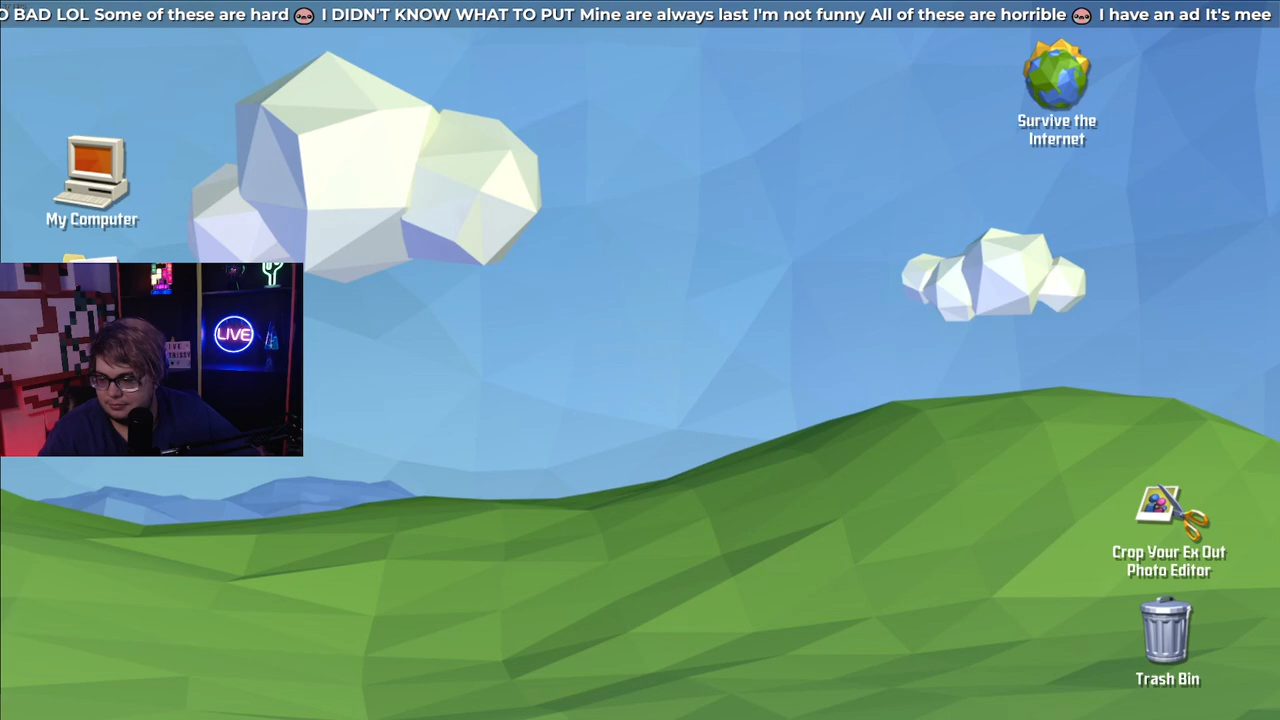 O BAD LOL Some of these are hard I DIDN'T KNOW WHAT TO PUT Mine are always last I'm not funny All of these are horrible I have an ad It's mee
Survive the
Internet
My Computer
LIVE
Crop Your Ex Out
Photo Editor
Trash Bin